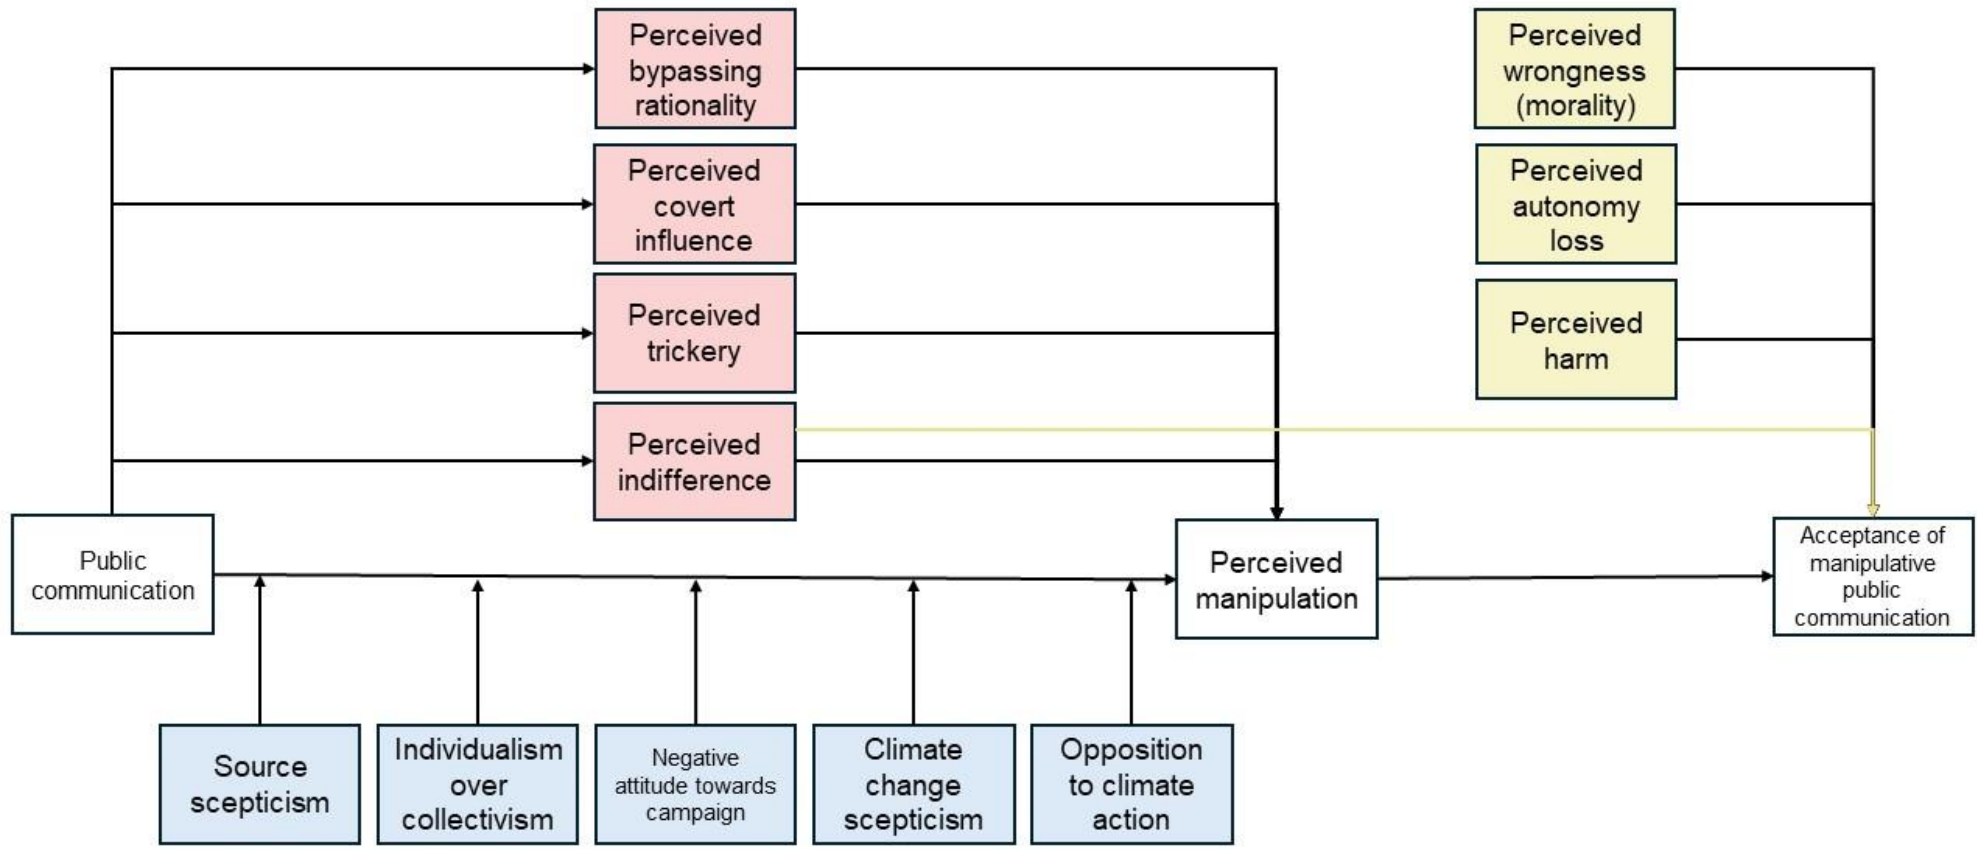 Perceived
bypassing
rationality
Perceived
wrongness
(morality)
Perceived
covert
influence
Perceived
autonomy
loss
Perceived
trickery
Perceived
harm
Perceived
indifference
Public
communication
Perceived
manipulation
Acceptance of
manipulative
public
communication
Source
scepticism
Individualism
over
collectivism
Negative
attitude towards
campaign
Climate
change
scepticism
Opposition
to climate
action